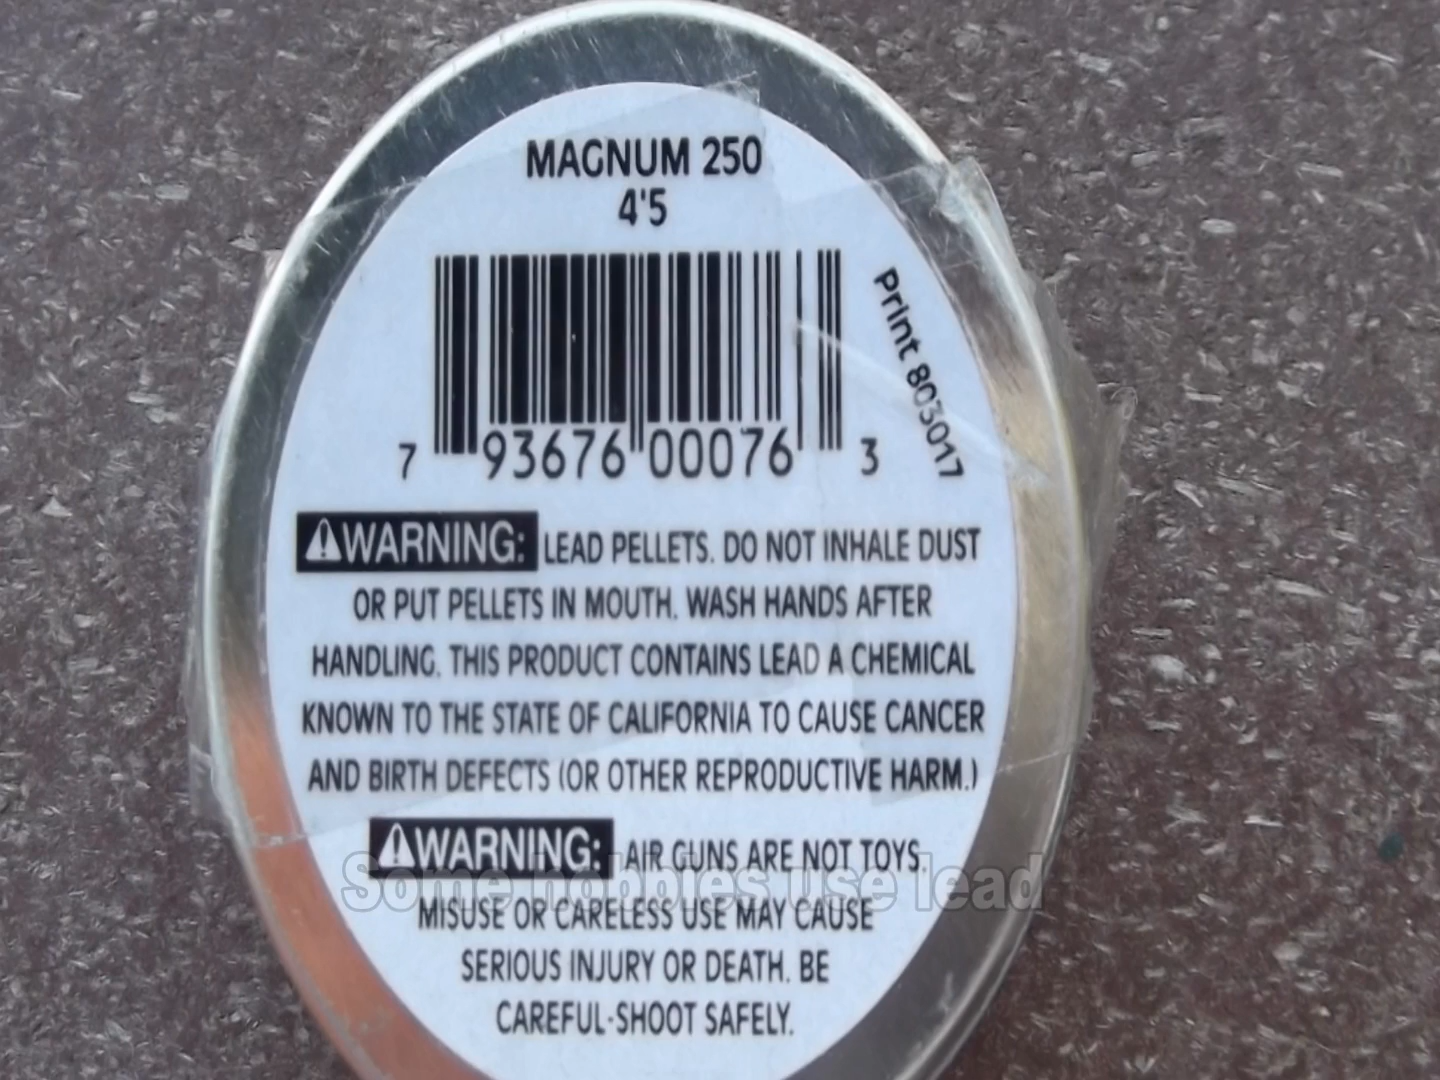 MAGNUM 250
4'5
Print 803017
7 93676 00076 3
⚠WARNING: LEAD PELLETS. DO NOT INHALE DUST
OR PUT PELLETS IN MOUTH. WASH HANDS AFTER
HANDLING. THIS PRODUCT CONTAINS LEAD A CHEMICAL
KNOWN TO THE STATE OF CALIFORNIA TO CAUSE CANCER
AND BIRTH DEFECTS (OR OTHER REPRODUCTIVE HARM.)
⚠WARNING: AIR GUNS ARE NOT TOYS.
Some hobbies use lead
MISUSE OR CARELESS USE MAY CAUSE
SERIOUS INJURY OR DEATH. BE
CAREFUL-SHOOT SAFELY.